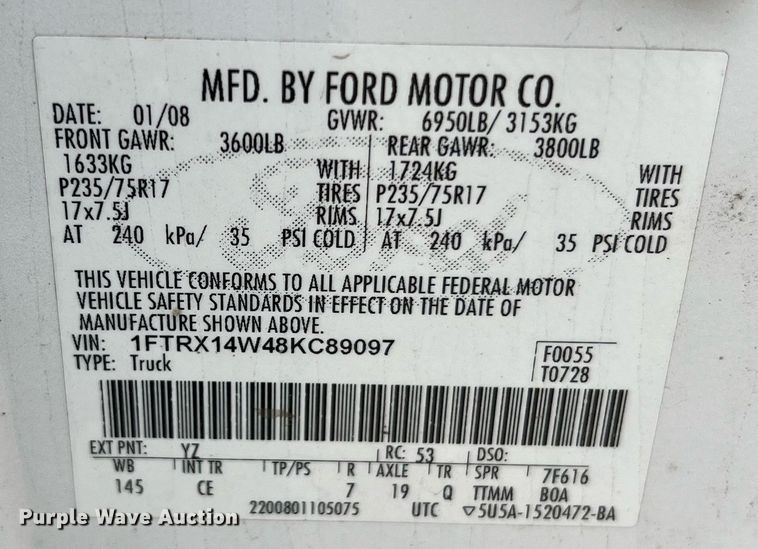 MFD. BY FORD MOTOR CO.
DATE: 01/08 GVWR: 6950LB/ 3153KG
FRONT GAWR: 3600LB REAR GAWR: 3800LB
1633KG WITH 1724KG WITH
P235/75R17 TIRES P235/75R17 TIRES
17x7.5J RIMS 17x7.5J RIMS
AT 240 kPa/ 35 PSI COLD AT 240 kPa/ 35 PSI COLD
Ford
THIS VEHICLE CONFORMS TO ALL APPLICABLE FEDERAL MOTOR
VEHICLE SAFETY STANDARDS IN EFFECT ON THE DATE OF
MANUFACTURE SHOWN ABOVE.
VIN: 1FTRX14W48KC89097 F0055
TYPE: Truck T0728
EXT PNT: YZ RC: 53 DSO:
WB INT TR TP/PS R AXLE TR SPR 7F616
145 CE 7 19 Q TTMM BOA
2200801105075 UTC ▽5U5A-1520472-BA
Purple Wave Auction